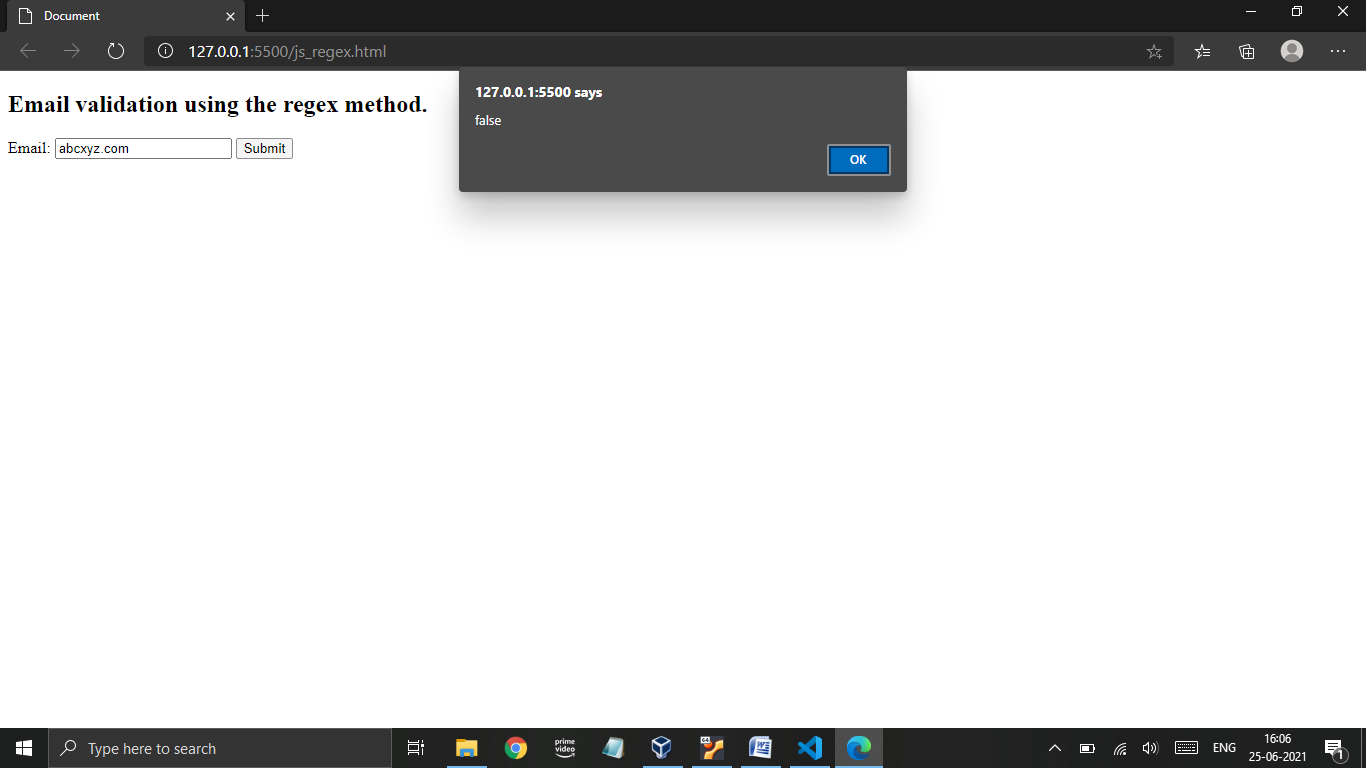 Document
127.0.0.1:5500/js_regex.html
127.0.0.1:5500 says
false
OK
Email validation using the regex method.
Email: abcxyz.com Submit
Type here to search
prime video
64
W
ENG
16:06
25-06-2021
1